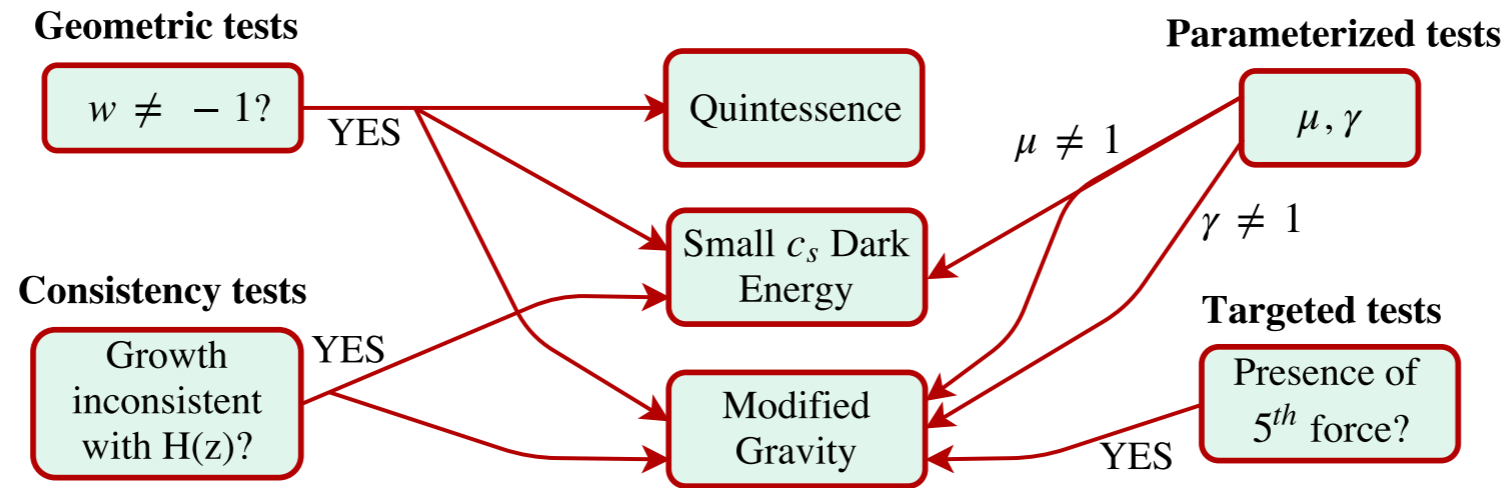 Geometric tests
w ≠ − 1?
YES
Quintessence
Parameterized tests
μ, γ
μ ≠ 1
γ ≠ 1
Small c_s Dark
Energy
Consistency tests
Growth
inconsistent
with H(z)?
YES
Modified
Gravity
Targeted tests
Presence of
5^{th} force?
YES